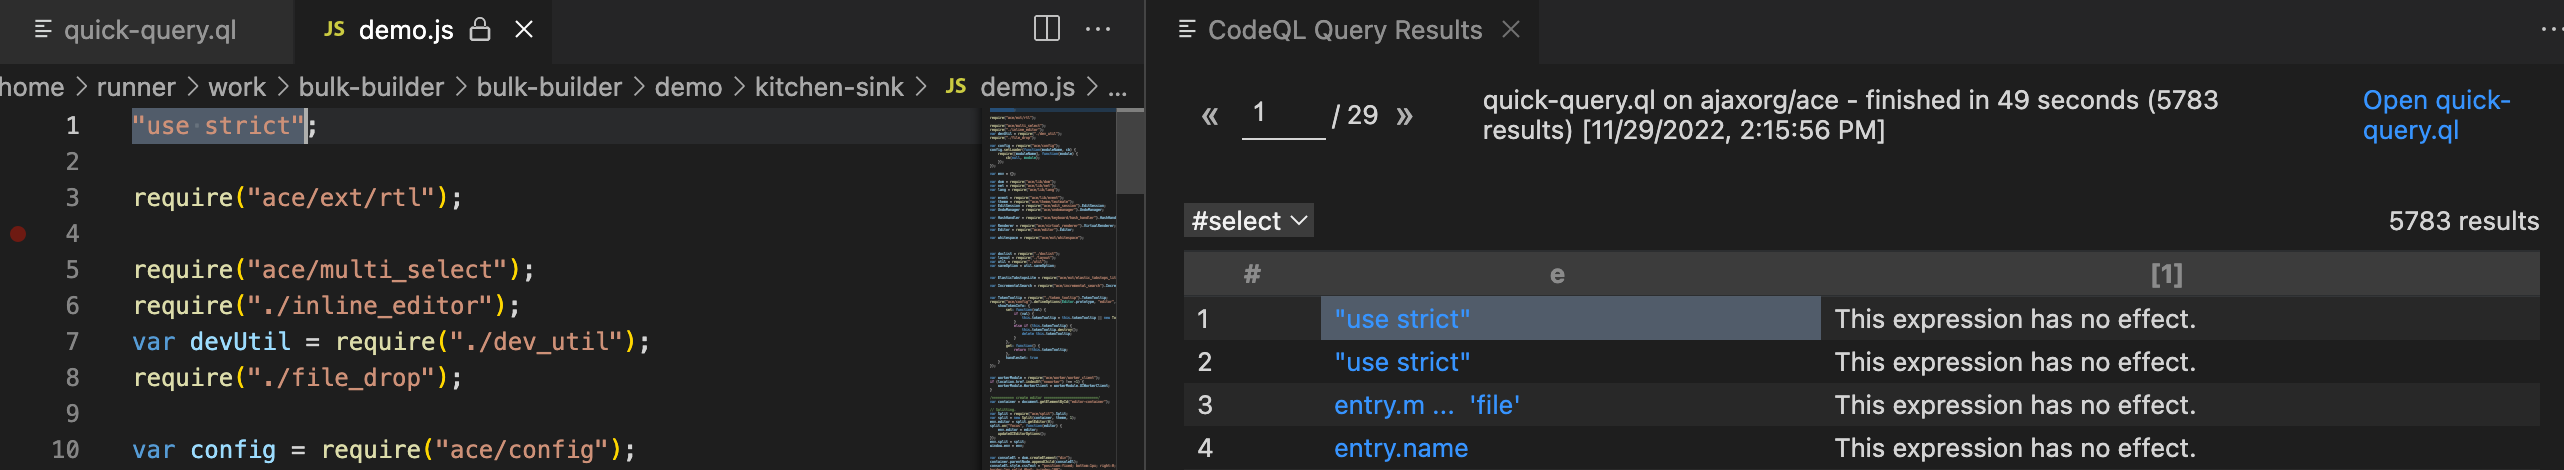 quick-query.ql
JS demo.js
home > runner > work > bulk-builder > bulk-builder > demo > kitchen-sink > JS demo.js > ...
1 "use strict";
2
3 require("ace/ext/rtl");
4
5 require("ace/multi_select");
6 require("./inline_editor");
7 var devUtil = require("./dev_util");
8 require("./file_drop");
9
10 var config = require("ace/config");
CodeQL Query Results
« 1 / 29 »
quick-query.ql on ajaxorg/ace - finished in 49 seconds (5783
results) [11/29/2022, 2:15:56 PM]
Open quick-
query.ql
#select
5783 results
# e [1]
1 "use strict" This expression has no effect.
2 "use strict" This expression has no effect.
3 entry.m ... 'file' This expression has no effect.
4 entry.name This expression has no effect.